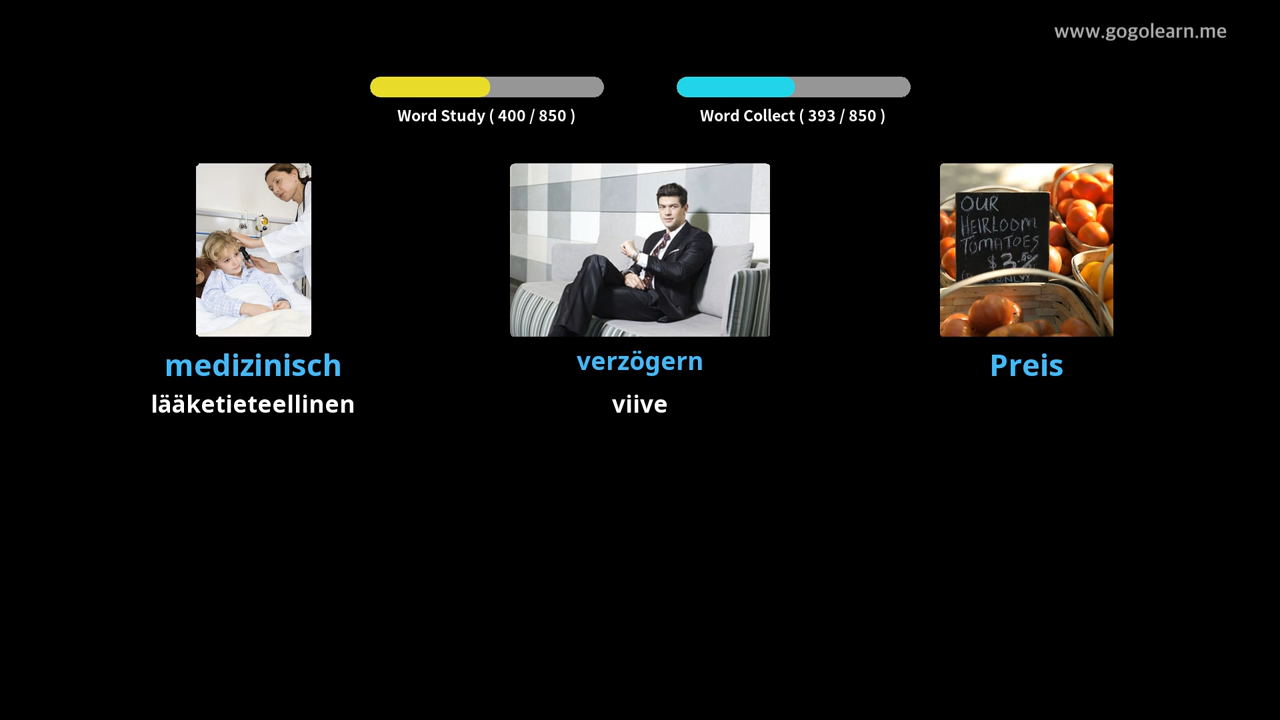 www.gogolearn.me
Word Study ( 400 / 850 )
Word Collect ( 393 / 850 )
OUR
HEIRLOOM
TOMATOES
$3.
medizinisch
verzögern
Preis
lääketieteellinen
viive